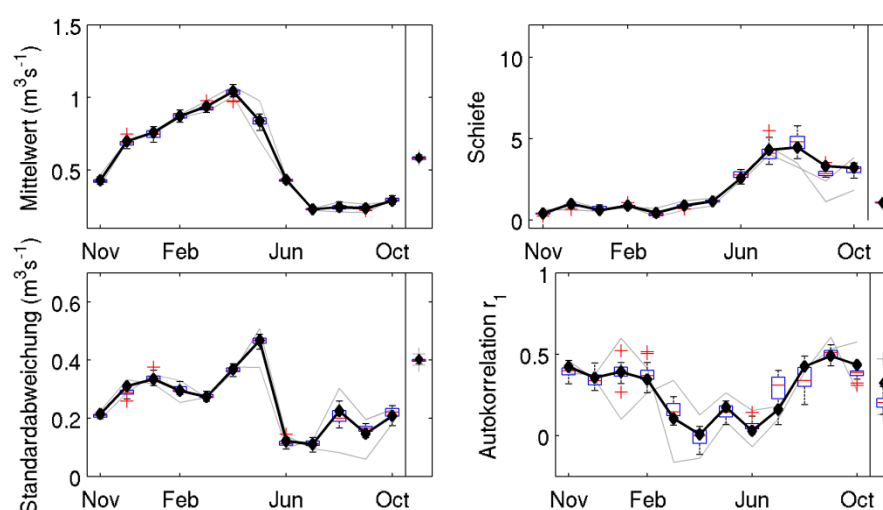 Mittelwert (m³s⁻¹)
1.5
1
0.5
Nov Feb Jun Oct
Schiefe
10
5
0
Nov Feb Jun Oct
Standardabweichung (m³s⁻¹)
0.6
0.4
0.2
0
Nov Feb Jun Oct
Autokorrelation r₁
1
0.5
0
Nov Feb Jun Oct